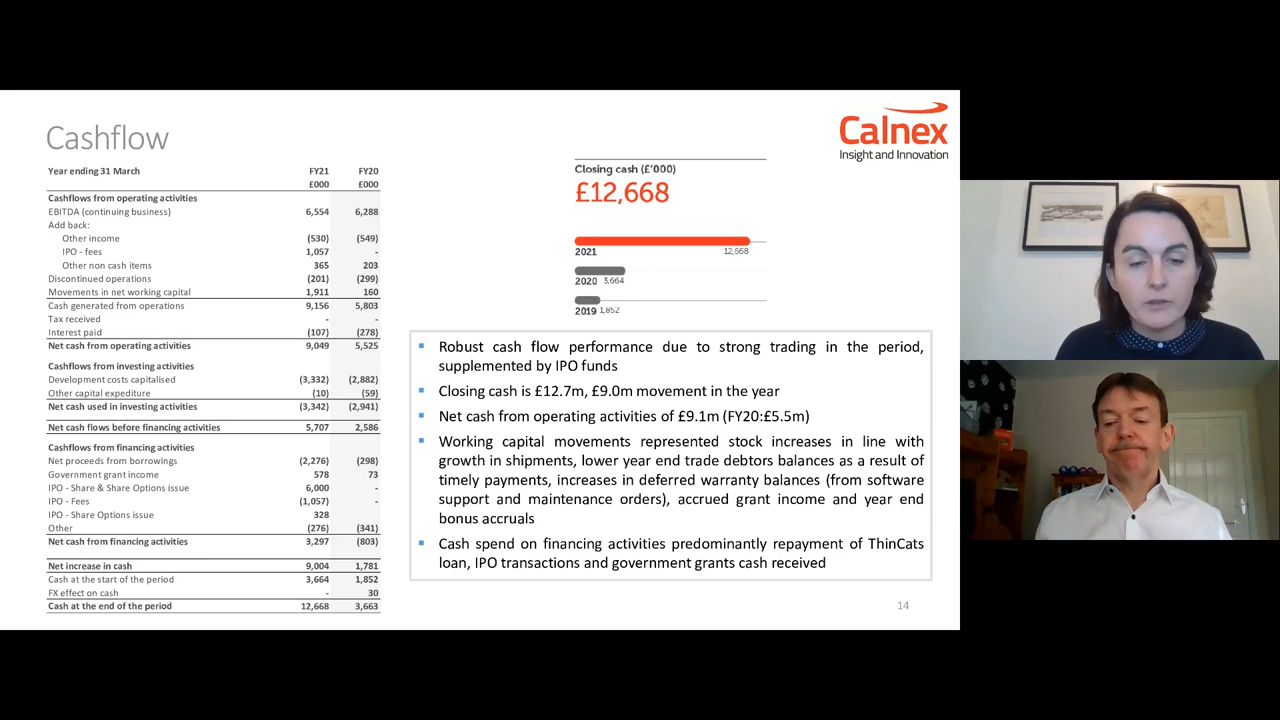 Cashflow
Calnex
Insight and Innovation
Year ending 31 March FY21 FY20
£000 £000
Cashflows from operating activities
EBITDA (continuing business) 6,554 6,288
Add back:
Other income (530) (549)
IPO - fees 1,057 -
Other non cash items 365 203
Discontinued operations (201) (299)
Movements in net working capital 1,911 160
Cash generated from operations 9,156 5,803
Tax received - -
Interest paid (107) (278)
Net cash from operating activities 9,049 5,525
Cashflows from investing activities
Development costs capitalised (3,332) (2,882)
Other capital expediture (10) (59)
Net cash used in investing activities (3,342) (2,941)
Net cash flows before financing activities 5,707 2,586
Cashflows from financing activities
Net proceeds from borrowings (2,276) (298)
Government grant income 578 73
IPO - Share & Share Options issue 6,000 -
IPO - Fees (1,057) -
IPO - Share Options issue 328
Other (276) (341)
Net cash from financing activities 3,297 (803)
Net increase in cash 9,004 1,781
Cash at the start of the period 3,664 1,852
FX effect on cash - 30
Cash at the end of the period 12,668 3,663
Closing cash (£'000)
£12,668
2021 12,668
2020 3,664
2019 1,852
Robust cash flow performance due to strong trading in the period,
supplemented by IPO funds
Closing cash is £12.7m, £9.0m movement in the year
Net cash from operating activities of £9.1m (FY20:£5.5m)
Working capital movements represented stock increases in line with
growth in shipments, lower year end trade debtors balances as a result of
timely payments, increases in deferred warranty balances (from software
support and maintenance orders), accrued grant income and year end
bonus accruals
Cash spend on financing activities predominantly repayment of ThinCats
loan, IPO transactions and government grants cash received
14